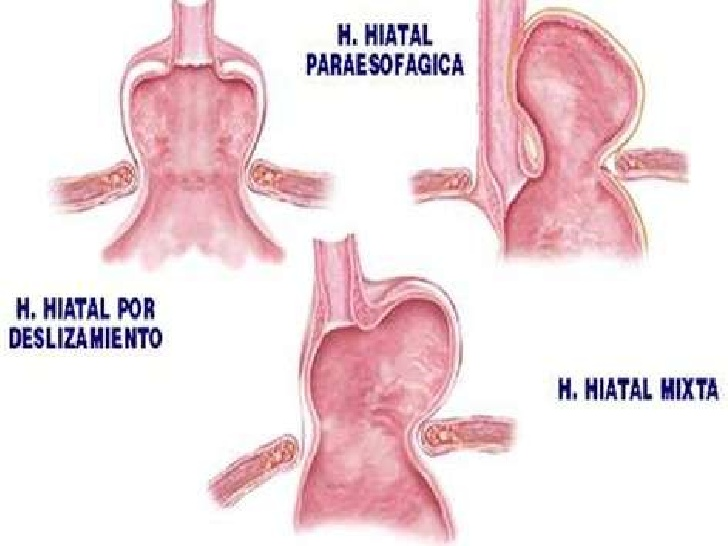 H. HIATAL
PARAESOFAGICA
H. HIATAL POR
DESLIZAMIENTO
H. HIATAL MIXTA